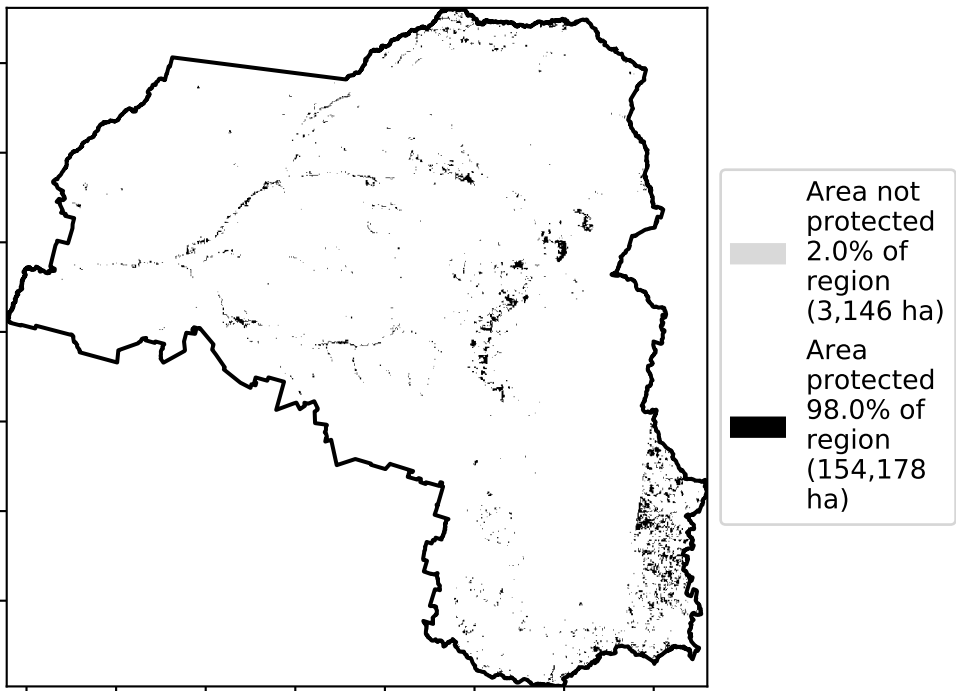 Area not
protected
2.0% of
region
(3,146 ha)
Area
protected
98.0% of
region
(154,178
ha)